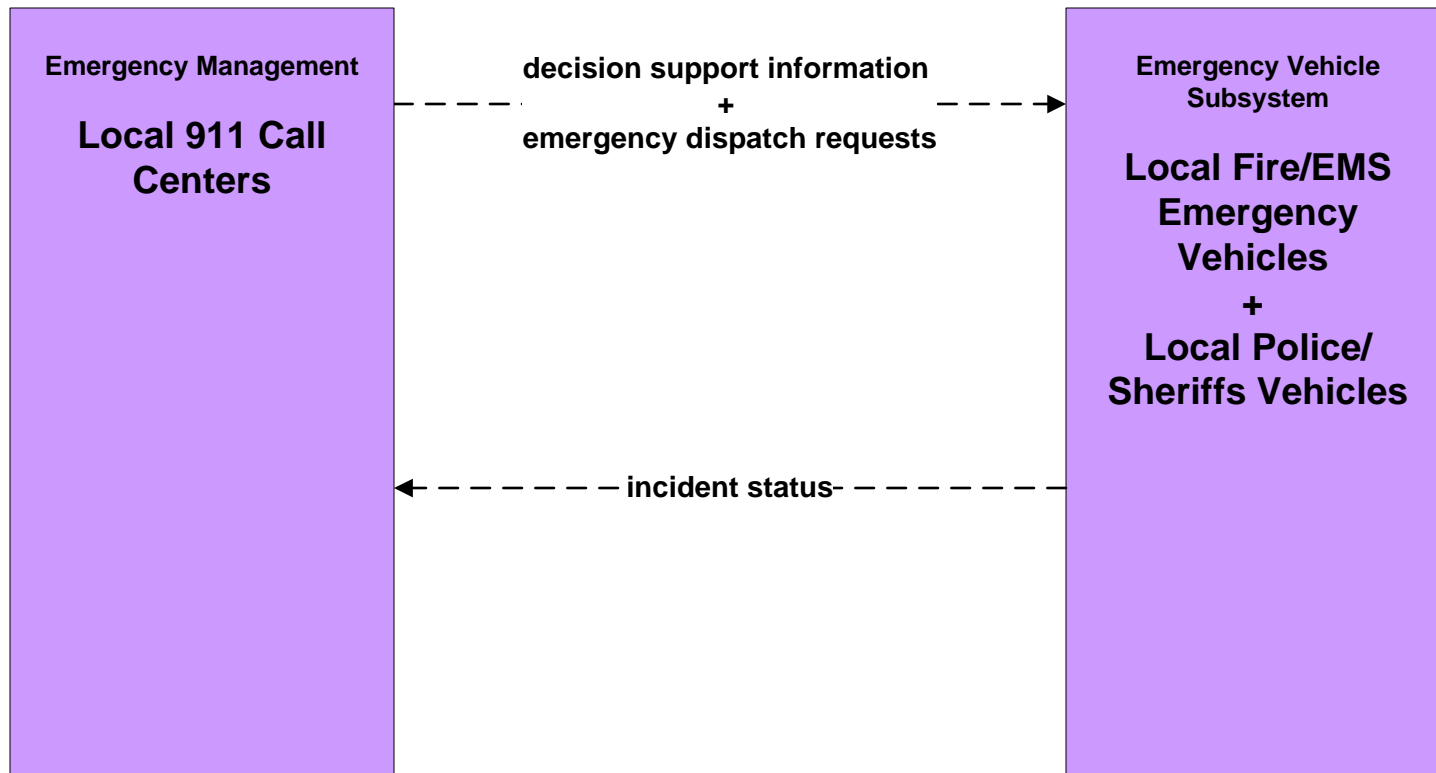 Emergency Management
Local 911 Call
Centers
decision support information
+
emergency dispatch requests
Emergency Vehicle
Subsystem
Local Fire/EMS
Emergency
Vehicles
+
Local Police/
Sheriffs Vehicles
incident status